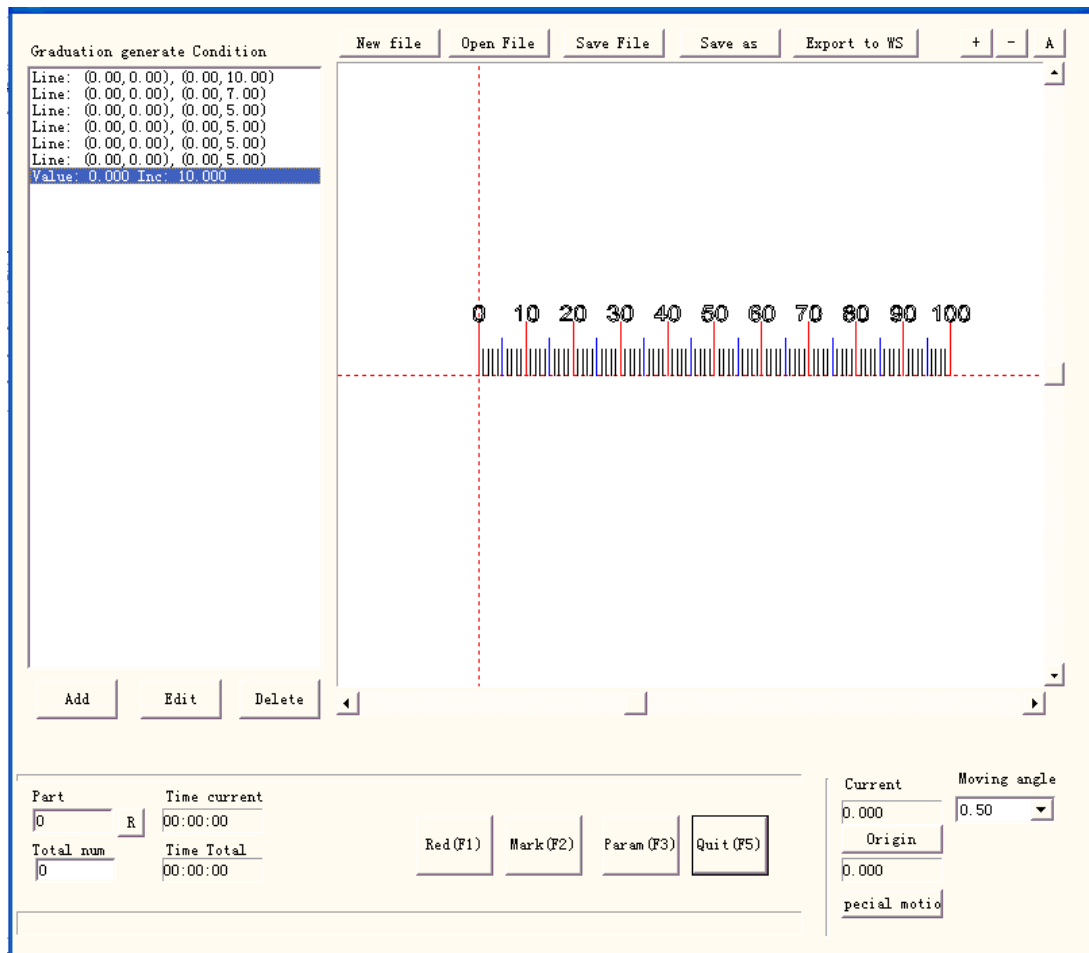 Graduation generate Condition
New file Open File Save File Save as Export to WS + - A
Line: (0.00,0.00), (0.00,10.00)
Line: (0.00,0.00), (0.00,7.00)
Line: (0.00,0.00), (0.00,5.00)
Line: (0.00,0.00), (0.00,5.00)
Line: (0.00,0.00), (0.00,5.00)
Line: (0.00,0.00), (0.00,5.00)
Value: 0.000 Inc: 10.000
0 10 20 30 40 50 60 70 80 90 100
Add Edit Delete
Part Time current
0 R 00:00:00
Total num Time Total
0 00:00:00
Red(F1) Mark(F2) Param(F3) Quit(F5)
Current Moving angle
0.000 0.50
Origin
0.000
pecial motio